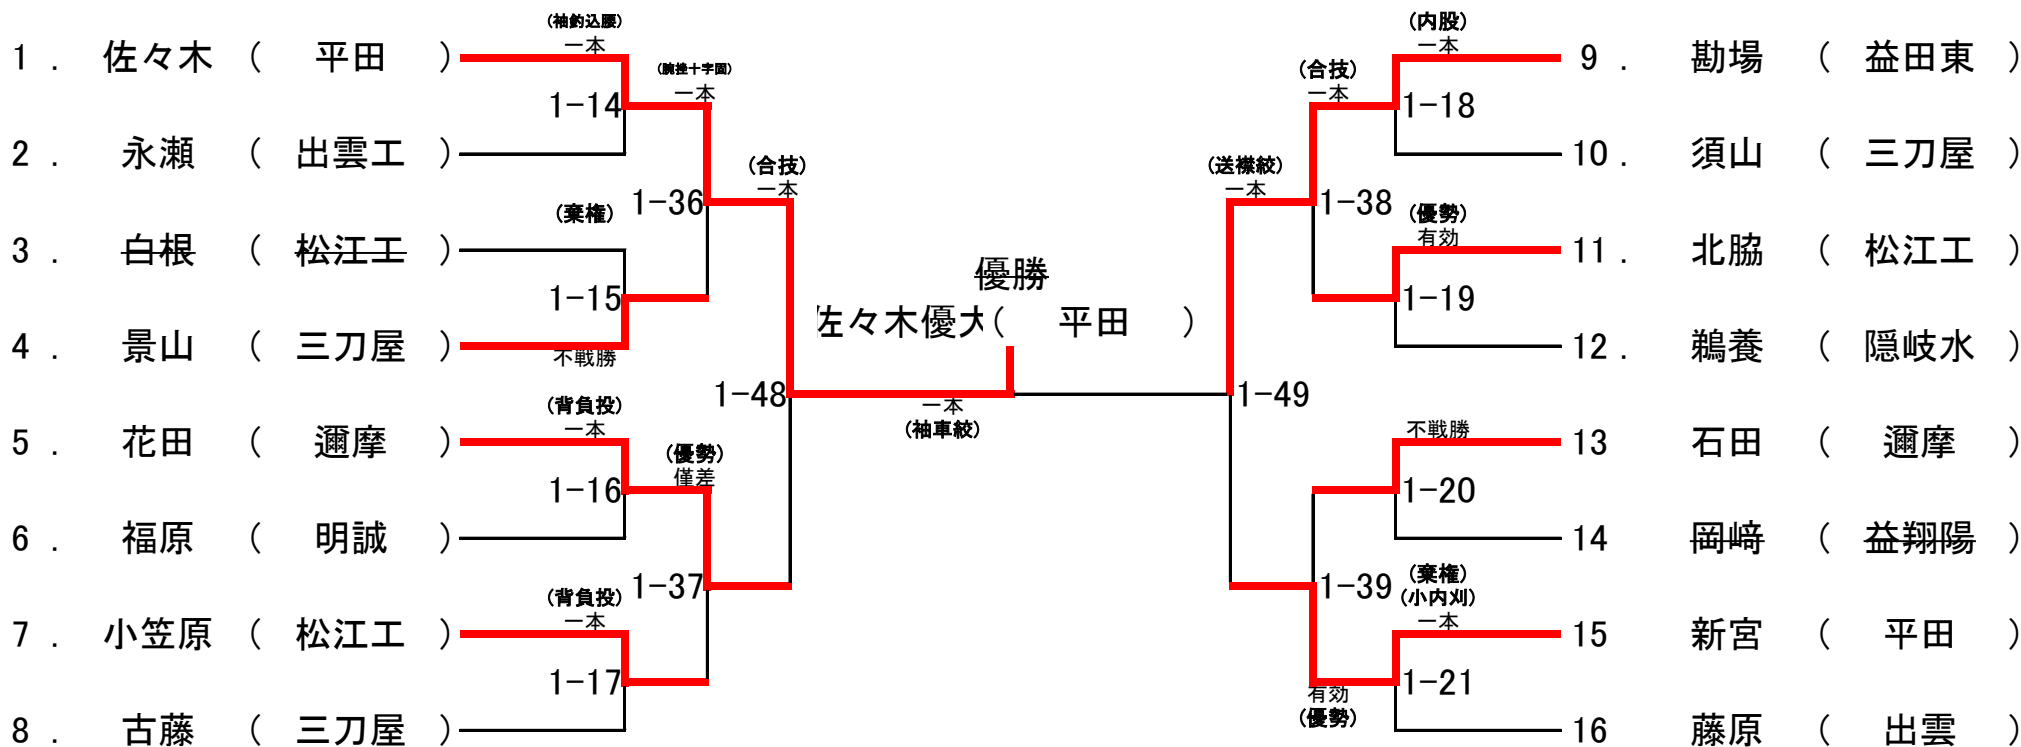 1 . 佐々木 ( 平田 )
(袖釣込腰)
一本
1-14
2 . 永瀬 ( 出雲工 )
(腕挫十字固)
一本
1-36
3 . 白根 ( 松江工 )
(棄権)
1-15
4 . 景山 ( 三刀屋 )
不戦勝
(合技)
一本
1-48
5 . 花田 ( 邇摩 )
(背負投)
一本
1-16
6 . 福原 ( 明誠 )
(優勢)
僅差
1-37
7 . 小笠原 ( 松江工 )
(背負投)
一本
1-17
8 . 古藤 ( 三刀屋 )
優勝
佐々木優大( 平田 )
一本
(袖車絞)
(内股)
一本
9 . 勘場 ( 益田東 )
1-18
10 . 須山 ( 三刀屋 )
(合技)
一本
1-38
(優勢)
有効
11 . 北脇 ( 松江工 )
1-19
12 . 鵜養 ( 隠岐水 )
(送襟絞)
一本
1-49
不戦勝
13 石田 ( 邇摩 )
1-20
14 岡﨑 ( 益翔陽 )
(棄権)
1-39
(小内刈)
一本
15 新宮 ( 平田 )
1-21
有効
(優勢)
16 藤原 ( 出雲 )